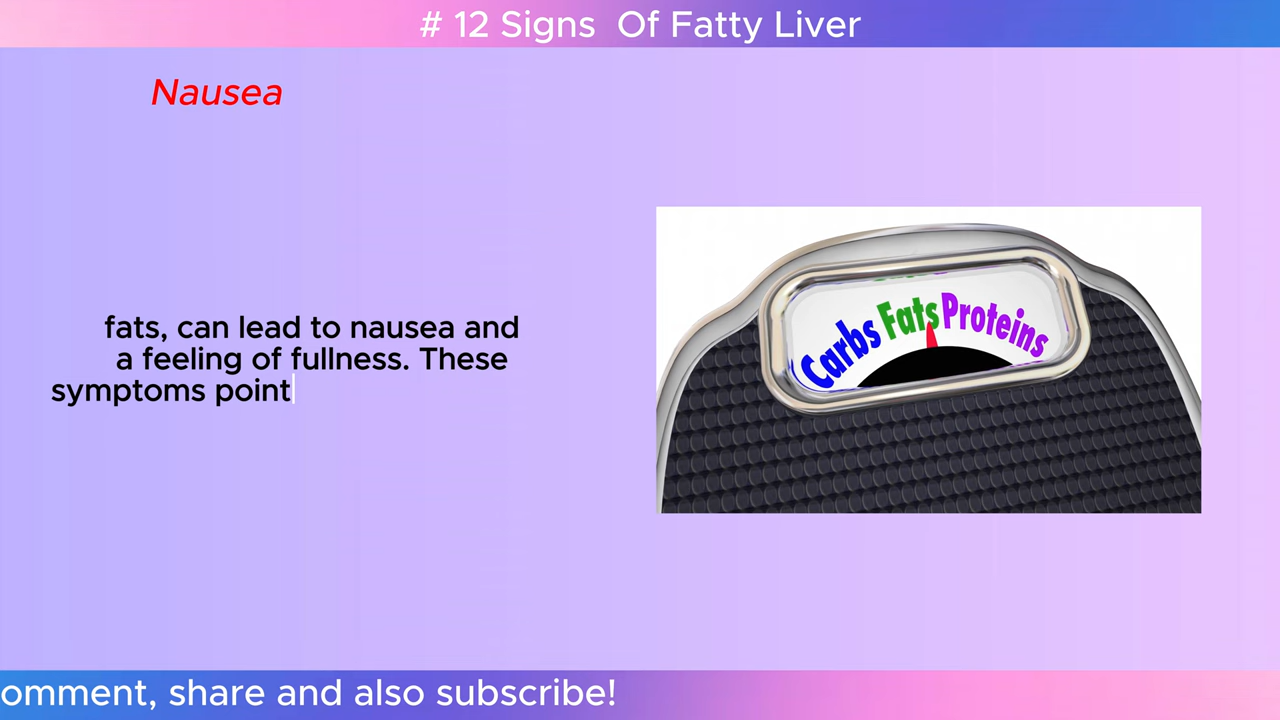 # 12 Signs Of Fatty Liver
Nausea
fats, can lead to nausea and
a feeling of fullness. These
symptoms point
Carbs Fats Proteins
omment, share and also subscribe!